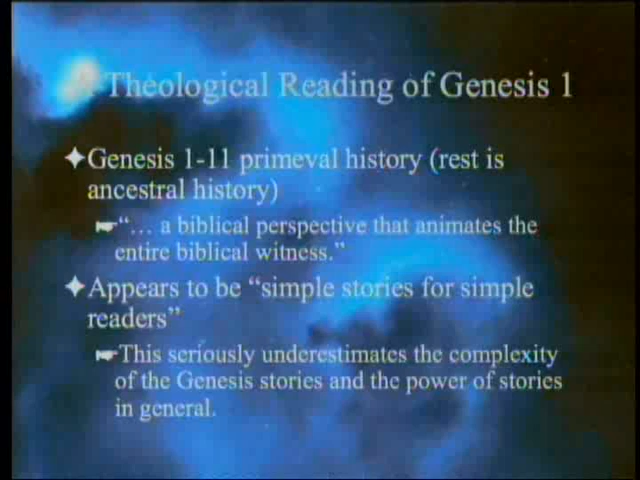 A Theological Reading of Genesis 1
Genesis 1-11 primeval history (rest is
ancestral history)
“… a biblical perspective that animates the
entire biblical witness.”
Appears to be “simple stories for simple
readers”
This seriously underestimates the complexity
of the Genesis stories and the power of stories
in general.